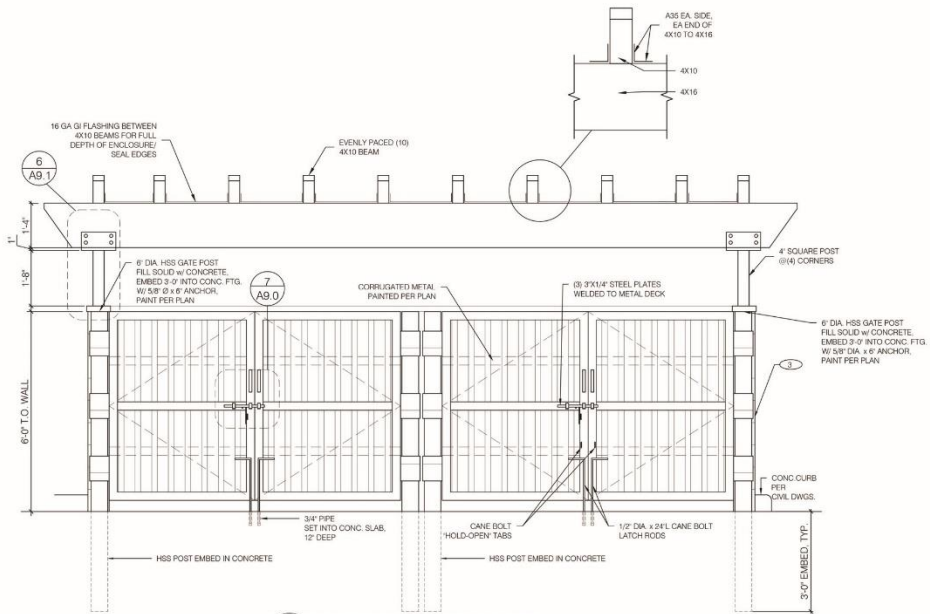 A35 EA. SIDE,
EA END OF
4X10 TO 4X16
4X10
4X16
16 GA GI FLASHING BETWEEN
4X10 BEAMS FOR FULL
DEPTH OF ENCLOSURE/
SEAL EDGES
EVENLY PACED (10)
4X10 BEAM
6
A9.1
1'-4"
1"
1'-8"
6" DIA. HSS GATE POST
FILL SOLID w/ CONCRETE,
EMBED 3'-0" INTO CONC. FTG.
W/ 5/8" Ø x 6" ANCHOR,
PAINT PER PLAN
7
A9.0
CORRUGATED METAL
PAINTED PER PLAN
(3) 3"X1/4" STEEL PLATES
WELDED TO METAL DECK
4" SQUARE POST
@(4) CORNERS
6" DIA. HSS GATE POST
FILL SOLID w/ CONCRETE,
EMBED 3'-0" INTO CONC. FTG.
W/ 5/8" DIA. x 6" ANCHOR,
PAINT PER PLAN
3
6'-0" T.O. WALL
CONC.CURB
PER
CIVIL DWGS.
3/4" PIPE
SET INTO CONC. SLAB,
12" DEEP
CANE BOLT
"HOLD-OPEN" TABS
1/2" DIA. x 24"L CANE BOLT
LATCH RODS
HSS POST EMBED IN CONCRETE
HSS POST EMBED IN CONCRETE
3'-0" EMBED, TYP.